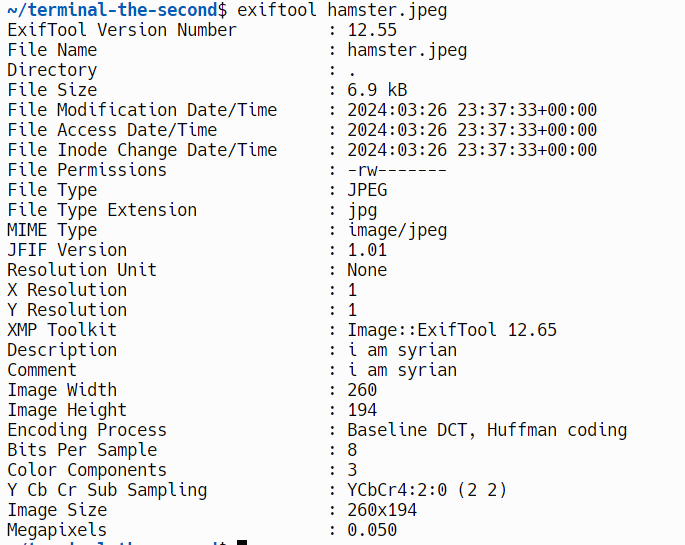 ~/terminal-the-second$ exiftool hamster.jpeg
ExifTool Version Number : 12.55
File Name : hamster.jpeg
Directory : .
File Size : 6.9 kB
File Modification Date/Time : 2024:03:26 23:37:33+00:00
File Access Date/Time : 2024:03:26 23:37:33+00:00
File Inode Change Date/Time : 2024:03:26 23:37:33+00:00
File Permissions : -rw-------
File Type : JPEG
File Type Extension : jpg
MIME Type : image/jpeg
JFIF Version : 1.01
Resolution Unit : None
X Resolution : 1
Y Resolution : 1
XMP Toolkit : Image::ExifTool 12.65
Description : i am syrian
Comment : i am syrian
Image Width : 260
Image Height : 194
Encoding Process : Baseline DCT, Huffman coding
Bits Per Sample : 8
Color Components : 3
Y Cb Cr Sub Sampling : YCbCr4:2:0 (2 2)
Image Size : 260x194
Megapixels : 0.050
~/terminal-the-second$